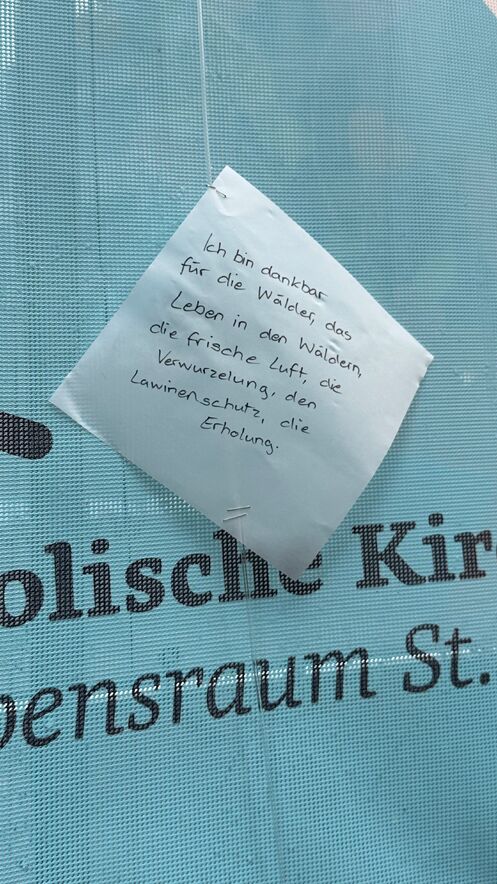 Ich bin dankbar
für die Wälder, das
Leben in den Wäldern,
die frische Luft, die
Verwurzelung, den
Lawinenschutz, die
Erholung.
olische Kir
bensraum St.